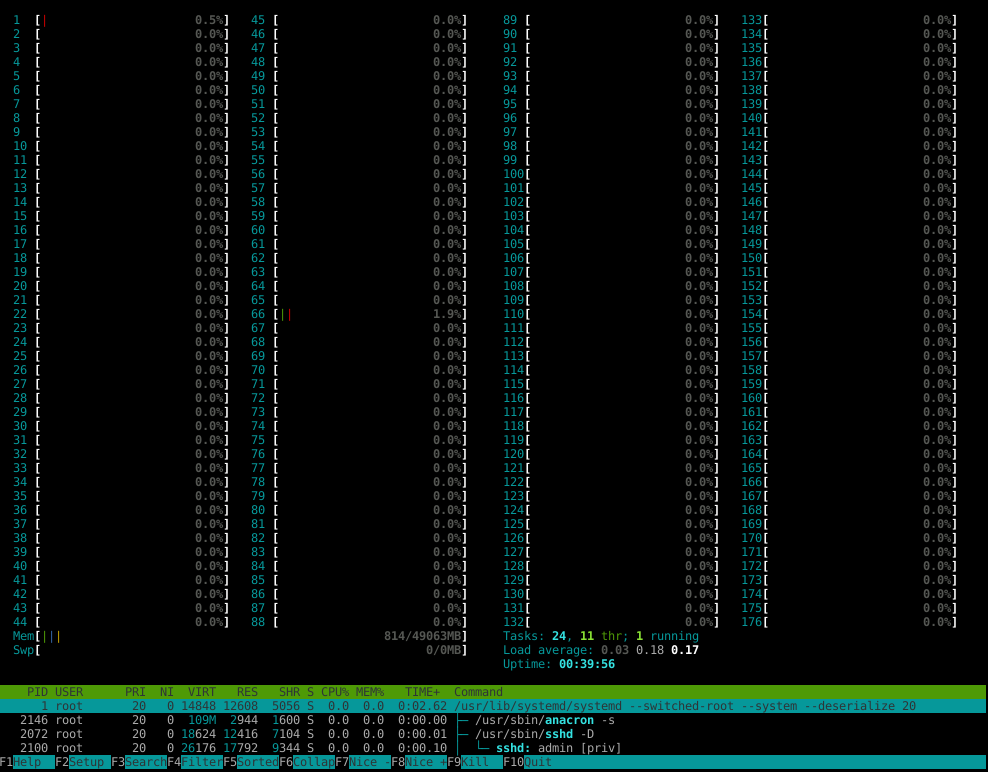 1 [| 0.5%] 45 [ 0.0%] 89 [ 0.0%] 133[ 0.0%]
2 [ 0.0%] 46 [ 0.0%] 90 [ 0.0%] 134[ 0.0%]
3 [ 0.0%] 47 [ 0.0%] 91 [ 0.0%] 135[ 0.0%]
4 [ 0.0%] 48 [ 0.0%] 92 [ 0.0%] 136[ 0.0%]
5 [ 0.0%] 49 [ 0.0%] 93 [ 0.0%] 137[ 0.0%]
6 [ 0.0%] 50 [ 0.0%] 94 [ 0.0%] 138[ 0.0%]
7 [ 0.0%] 51 [ 0.0%] 95 [ 0.0%] 139[ 0.0%]
8 [ 0.0%] 52 [ 0.0%] 96 [ 0.0%] 140[ 0.0%]
9 [ 0.0%] 53 [ 0.0%] 97 [ 0.0%] 141[ 0.0%]
10 [ 0.0%] 54 [ 0.0%] 98 [ 0.0%] 142[ 0.0%]
11 [ 0.0%] 55 [ 0.0%] 99 [ 0.0%] 143[ 0.0%]
12 [ 0.0%] 56 [ 0.0%] 100[ 0.0%] 144[ 0.0%]
13 [ 0.0%] 57 [ 0.0%] 101[ 0.0%] 145[ 0.0%]
14 [ 0.0%] 58 [ 0.0%] 102[ 0.0%] 146[ 0.0%]
15 [ 0.0%] 59 [ 0.0%] 103[ 0.0%] 147[ 0.0%]
16 [ 0.0%] 60 [ 0.0%] 104[ 0.0%] 148[ 0.0%]
17 [ 0.0%] 61 [ 0.0%] 105[ 0.0%] 149[ 0.0%]
18 [ 0.0%] 62 [ 0.0%] 106[ 0.0%] 150[ 0.0%]
19 [ 0.0%] 63 [ 0.0%] 107[ 0.0%] 151[ 0.0%]
20 [ 0.0%] 64 [ 0.0%] 108[ 0.0%] 152[ 0.0%]
21 [ 0.0%] 65 [ 0.0%] 109[ 0.0%] 153[ 0.0%]
22 [ 0.0%] 66 [|| 1.9%] 110[ 0.0%] 154[ 0.0%]
23 [ 0.0%] 67 [ 0.0%] 111[ 0.0%] 155[ 0.0%]
24 [ 0.0%] 68 [ 0.0%] 112[ 0.0%] 156[ 0.0%]
25 [ 0.0%] 69 [ 0.0%] 113[ 0.0%] 157[ 0.0%]
26 [ 0.0%] 70 [ 0.0%] 114[ 0.0%] 158[ 0.0%]
27 [ 0.0%] 71 [ 0.0%] 115[ 0.0%] 159[ 0.0%]
28 [ 0.0%] 72 [ 0.0%] 116[ 0.0%] 160[ 0.0%]
29 [ 0.0%] 73 [ 0.0%] 117[ 0.0%] 161[ 0.0%]
30 [ 0.0%] 74 [ 0.0%] 118[ 0.0%] 162[ 0.0%]
31 [ 0.0%] 75 [ 0.0%] 119[ 0.0%] 163[ 0.0%]
32 [ 0.0%] 76 [ 0.0%] 120[ 0.0%] 164[ 0.0%]
33 [ 0.0%] 77 [ 0.0%] 121[ 0.0%] 165[ 0.0%]
34 [ 0.0%] 78 [ 0.0%] 122[ 0.0%] 166[ 0.0%]
35 [ 0.0%] 79 [ 0.0%] 123[ 0.0%] 167[ 0.0%]
36 [ 0.0%] 80 [ 0.0%] 124[ 0.0%] 168[ 0.0%]
37 [ 0.0%] 81 [ 0.0%] 125[ 0.0%] 169[ 0.0%]
38 [ 0.0%] 82 [ 0.0%] 126[ 0.0%] 170[ 0.0%]
39 [ 0.0%] 83 [ 0.0%] 127[ 0.0%] 171[ 0.0%]
40 [ 0.0%] 84 [ 0.0%] 128[ 0.0%] 172[ 0.0%]
41 [ 0.0%] 85 [ 0.0%] 129[ 0.0%] 173[ 0.0%]
42 [ 0.0%] 86 [ 0.0%] 130[ 0.0%] 174[ 0.0%]
43 [ 0.0%] 87 [ 0.0%] 131[ 0.0%] 175[ 0.0%]
44 [ 0.0%] 88 [ 0.0%] 132[ 0.0%] 176[ 0.0%]
Mem[||| 814/49063MB] Tasks: 24, 11 thr; 1 running
Swp[ 0/0MB] Load average: 0.03 0.18 0.17
Uptime: 00:39:56
PID USER PRI NI VIRT RES SHR S CPU% MEM% TIME+ Command
1 root 20 0 14848 12608 5056 S 0.0 0.0 0:02.62 /usr/lib/systemd/systemd --switched-root --system --deserialize 20
2146 root 20 0 109M 2944 1600 S 0.0 0.0 0:00.00 ├─ /usr/sbin/anacron -s
2072 root 20 0 18624 12416 7104 S 0.0 0.0 0:00.01 ├─ /usr/sbin/sshd -D
2100 root 20 0 26176 17792 9344 S 0.0 0.0 0:00.10 │  └─ sshd: admin [priv]
F1Help F2Setup F3SearchF4FilterF5SortedF6CollapF7Nice -F8Nice +F9Kill F10Quit